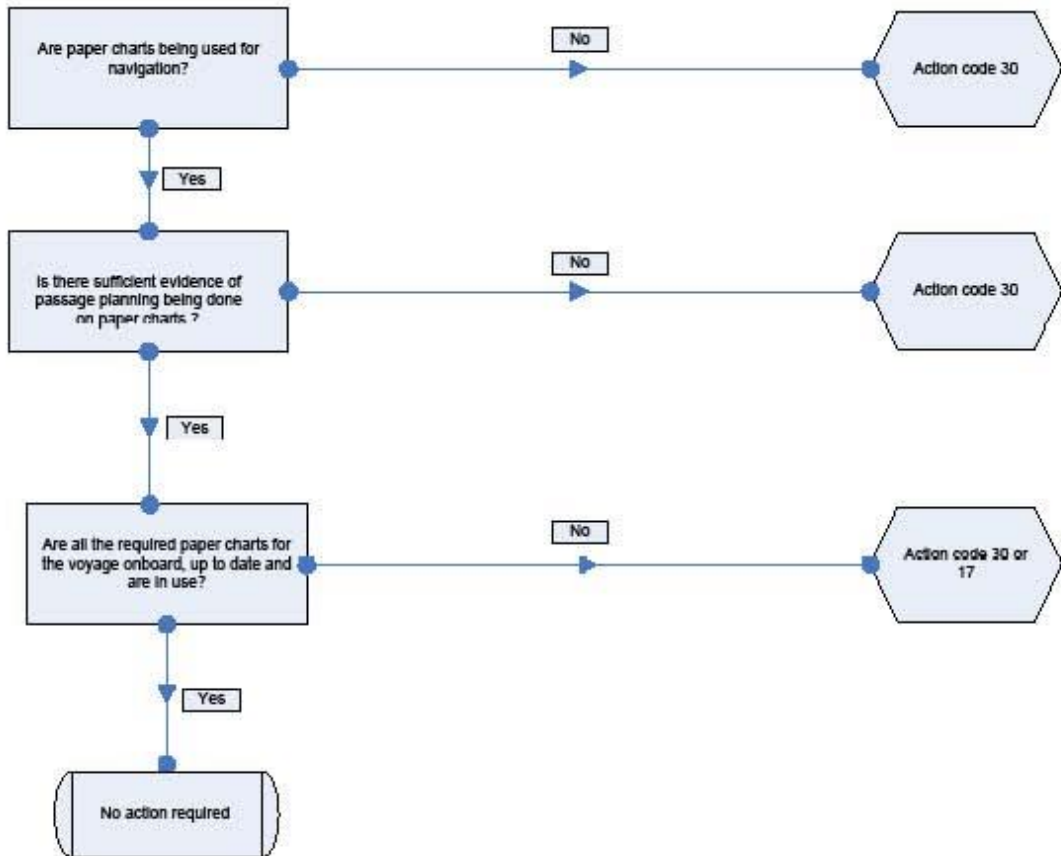 Are paper charts being used for
navigation?
No
Action code 30
Yes
Is there sufficient evidence of
passage planning being done
on paper charts ?
No
Action code 30
Yes
Are all the required paper charts for
the voyage onboard, up to date and
are in use?
No
Action code 30 or
17
Yes
No action required